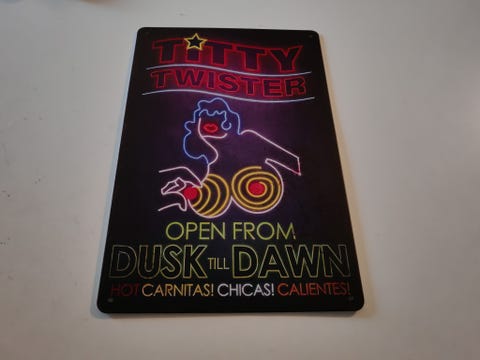 TiTTY
TWISTER
OPEN FROM
DUSK TILL DAWN
HOT CARNITAS! CHICAS! CALIENTES!